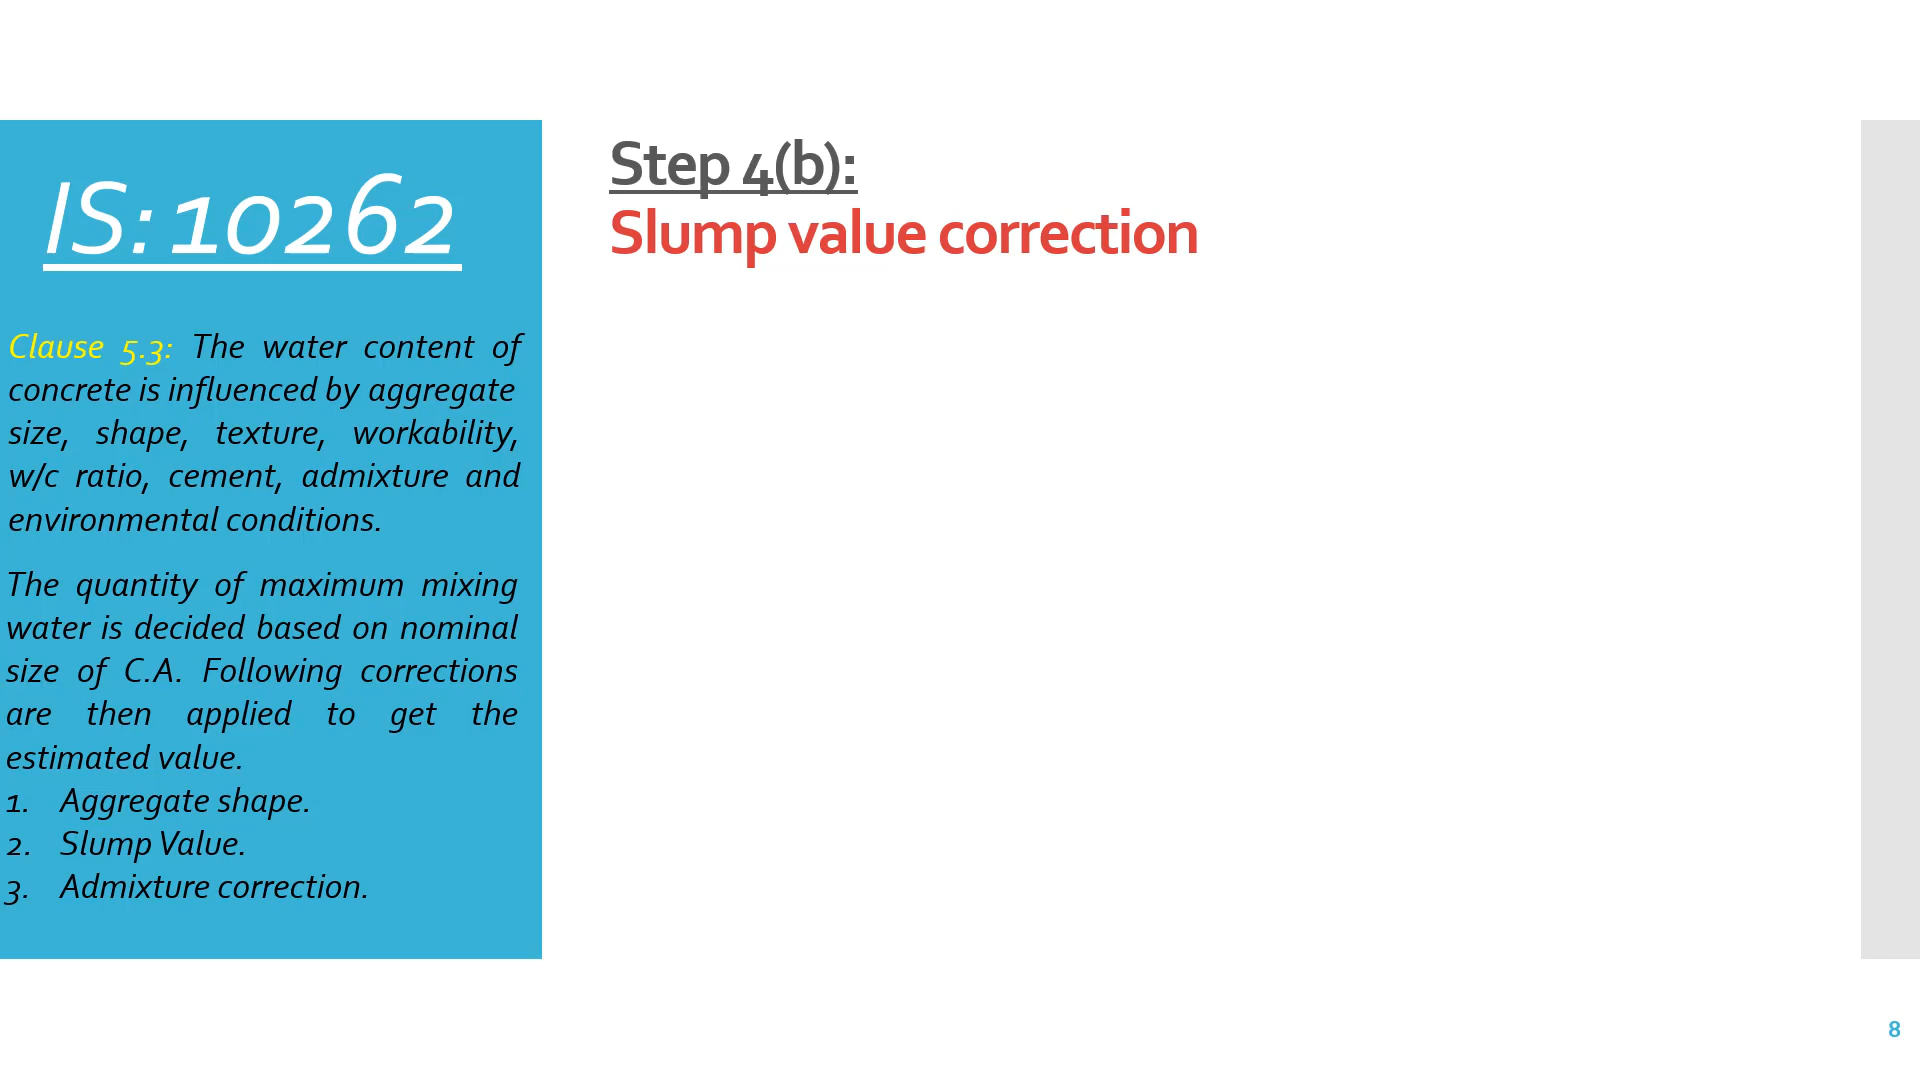 IS:10262
Clause 5.3: The water content of
concrete is influenced by aggregate
size, shape, texture, workability,
w/c ratio, cement, admixture and
environmental conditions.
The quantity of maximum mixing
water is decided based on nominal
size of C.A. Following corrections
are then applied to get the
estimated value.
1. Aggregate shape.
2. Slump Value.
3. Admixture correction.
Step 4(b):
Slump value correction
8